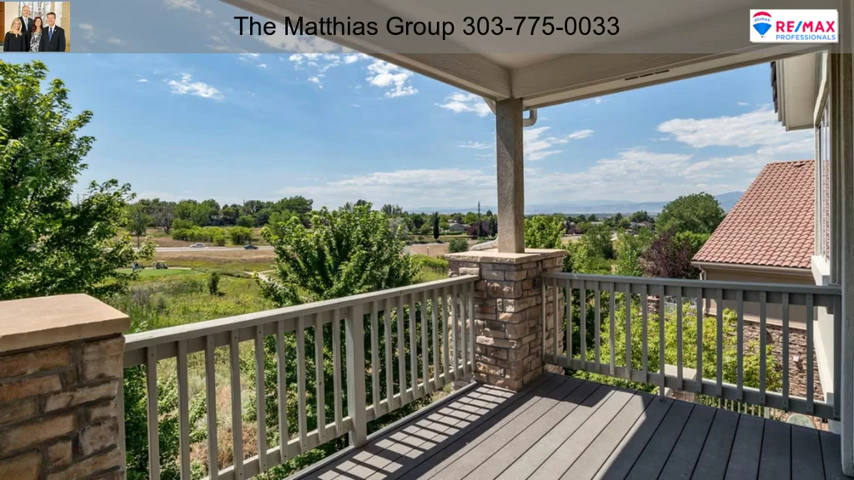 The Matthias Group 303-775-0033
RE/MAX
PROFESSIONALS